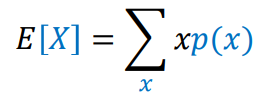 E[X] = ∑ₓ xp(x)